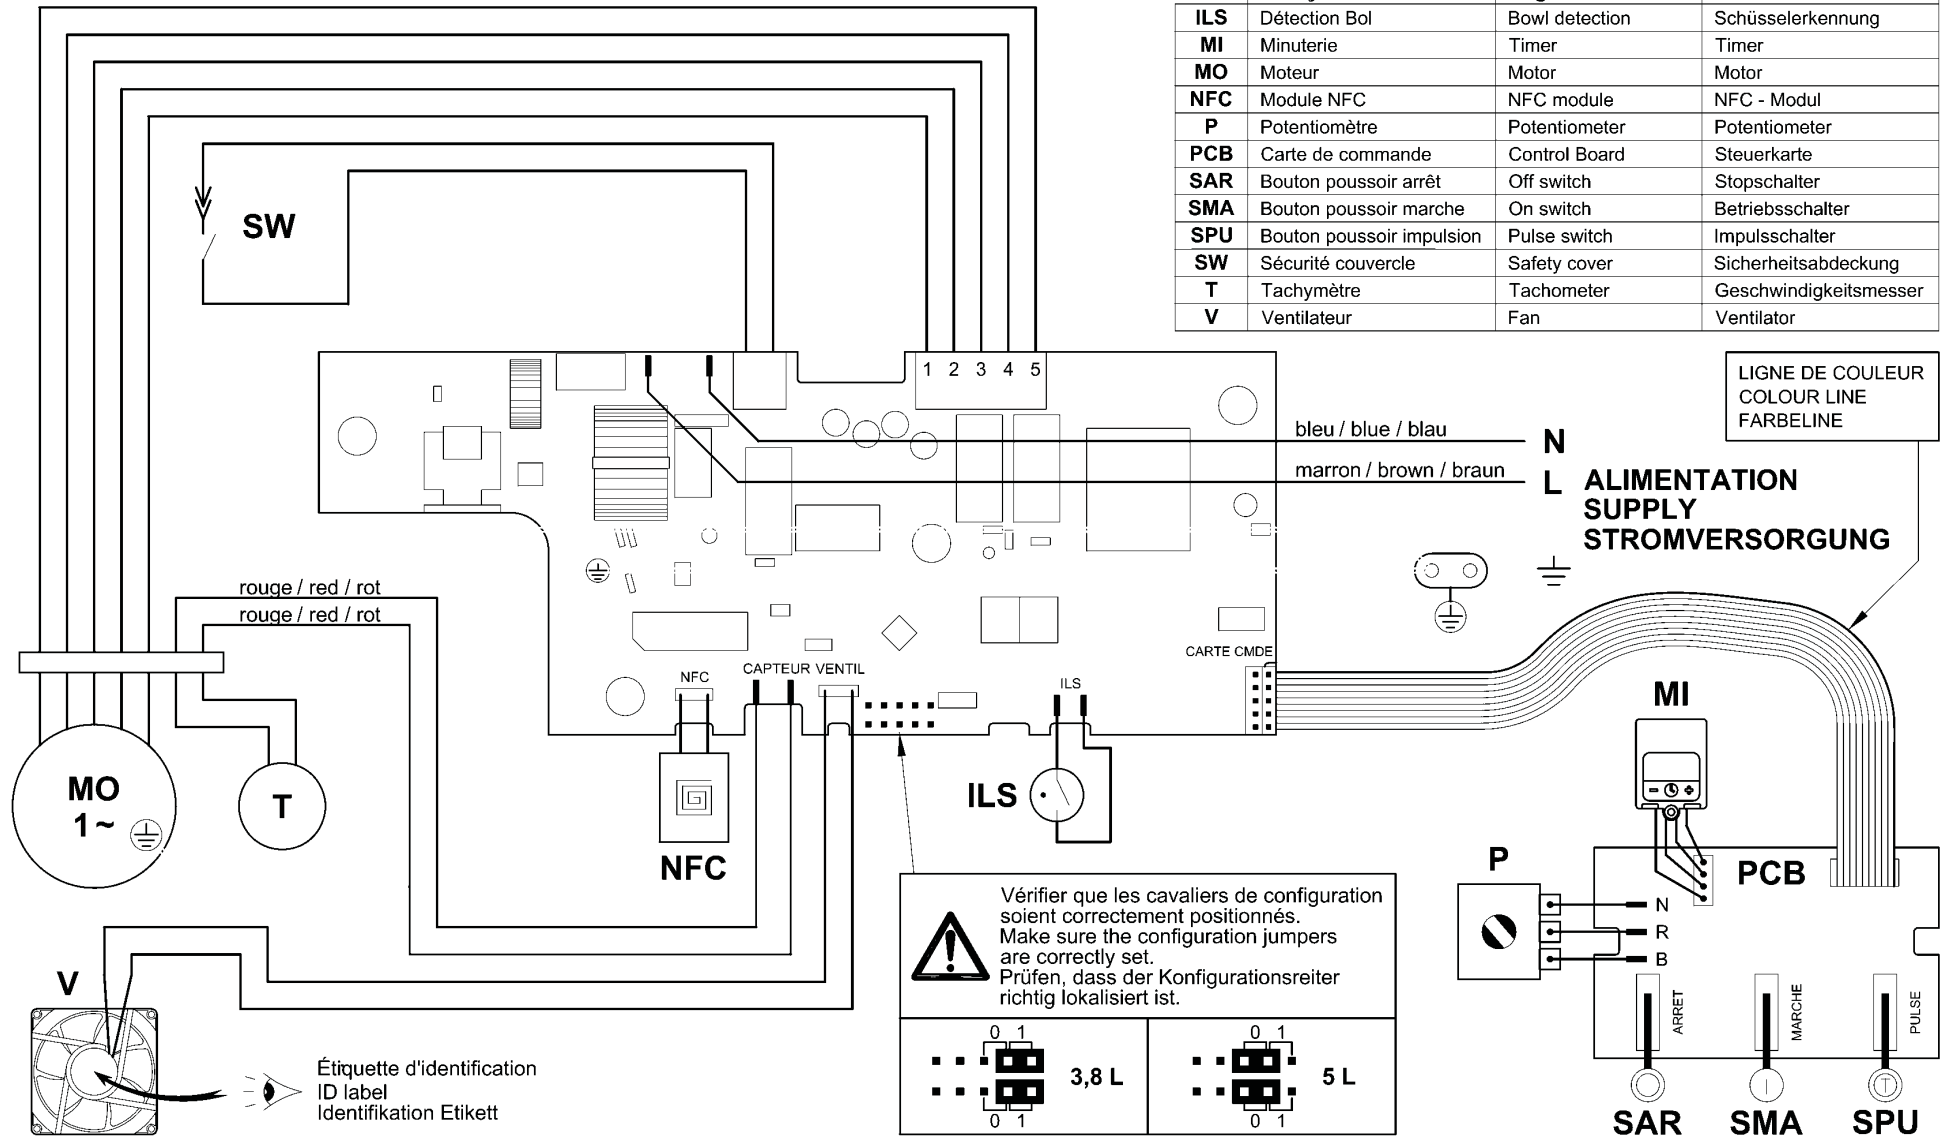 ILS Détection Bol Bowl detection Schüsselerkennung
MI Minuterie Timer Timer
MO Moteur Motor Motor
NFC Module NFC NFC module NFC - Modul
P Potentiomètre Potentiometer Potentiometer
PCB Carte de commande Control Board Steuerkarte
SAR Bouton poussoir arrêt Off switch Stopschalter
SMA Bouton poussoir marche On switch Betriebsschalter
SPU Bouton poussoir impulsion Pulse switch Impulsschalter
SW Sécurité couvercle Safety cover Sicherheitsabdeckung
T Tachymètre Tachometer Geschwindigkeitsmesser
V Ventilateur Fan Ventilator
SW
1 2 3 4 5
LIGNE DE COULEUR
COLOUR LINE
FARBELINE
bleu / blue / blau
N
marron / brown / braun
L
ALIMENTATION
SUPPLY
STROMVERSORGUNG
rouge / red / rot
rouge / red / rot
CARTE CMDE
NFC
CAPTEUR
VENTIL
ILS
MI
MO
1~
T
NFC
ILS
P
PCB
N
R
B
Vérifier que les cavaliers de configuration
soient correctement positionnés.
Make sure the configuration jumpers
are correctly set.
Prüfen, dass der Konfigurationsreiter
richtig lokalisiert ist.
V
ARRET
MARCHE
PULSE
0 1
3,8 L
0 1
0 1
5 L
0 1
Étiquette d'identification
ID label
Identifikation Etikett
SAR
SMA
SPU